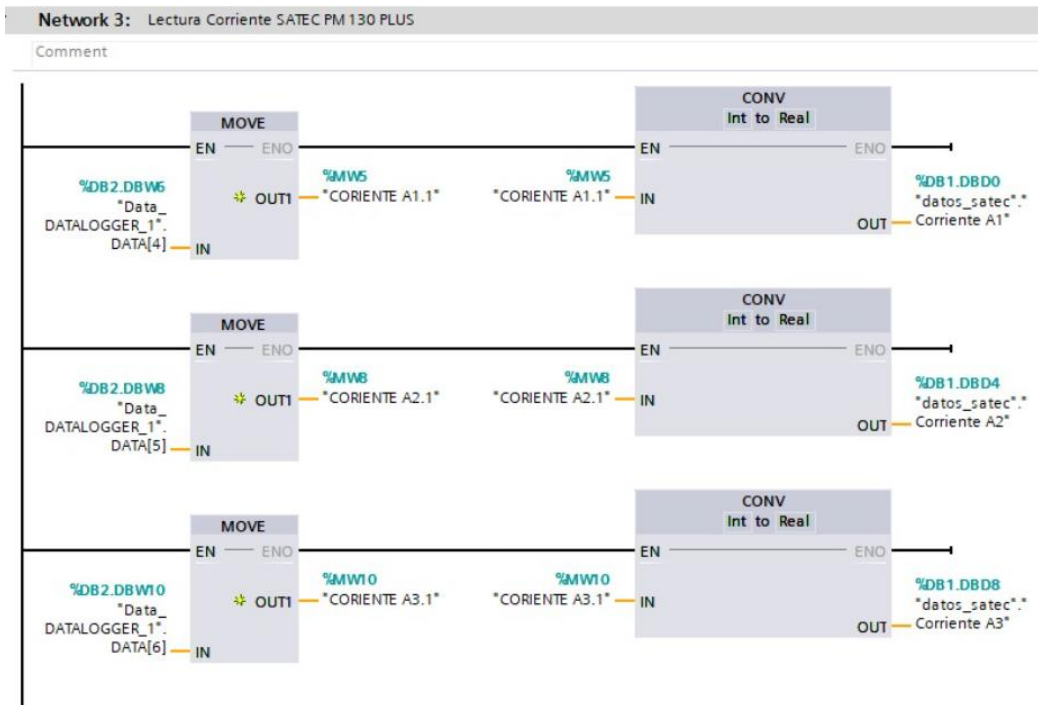 Network 3: Lectura Corriente SATEC PM 130 PLUS
Comment
MOVE
EN ENO
%DB2.DBW6
"Data_
DATALOGGER_1".
DATA[4]
IN
OUT1
%MW5
"CORIENTE A1.1"
CONV
Int to Real
EN ENO
%MW5
"CORIENTE A1.1"
IN
OUT
%DB1.DBD0
"datos_satec"."
Corriente A1"
MOVE
EN ENO
%DB2.DBW8
"Data_
DATALOGGER_1".
DATA[5]
IN
OUT1
%MW8
"CORIENTE A2.1"
CONV
Int to Real
EN ENO
%MW8
"CORIENTE A2.1"
IN
OUT
%DB1.DBD4
"datos_satec"."
Corriente A2"
MOVE
EN ENO
%DB2.DBW10
"Data_
DATALOGGER_1".
DATA[6]
IN
OUT1
%MW10
"CORIENTE A3.1"
CONV
Int to Real
EN ENO
%MW10
"CORIENTE A3.1"
IN
OUT
%DB1.DBD8
"datos_satec"."
Corriente A3"